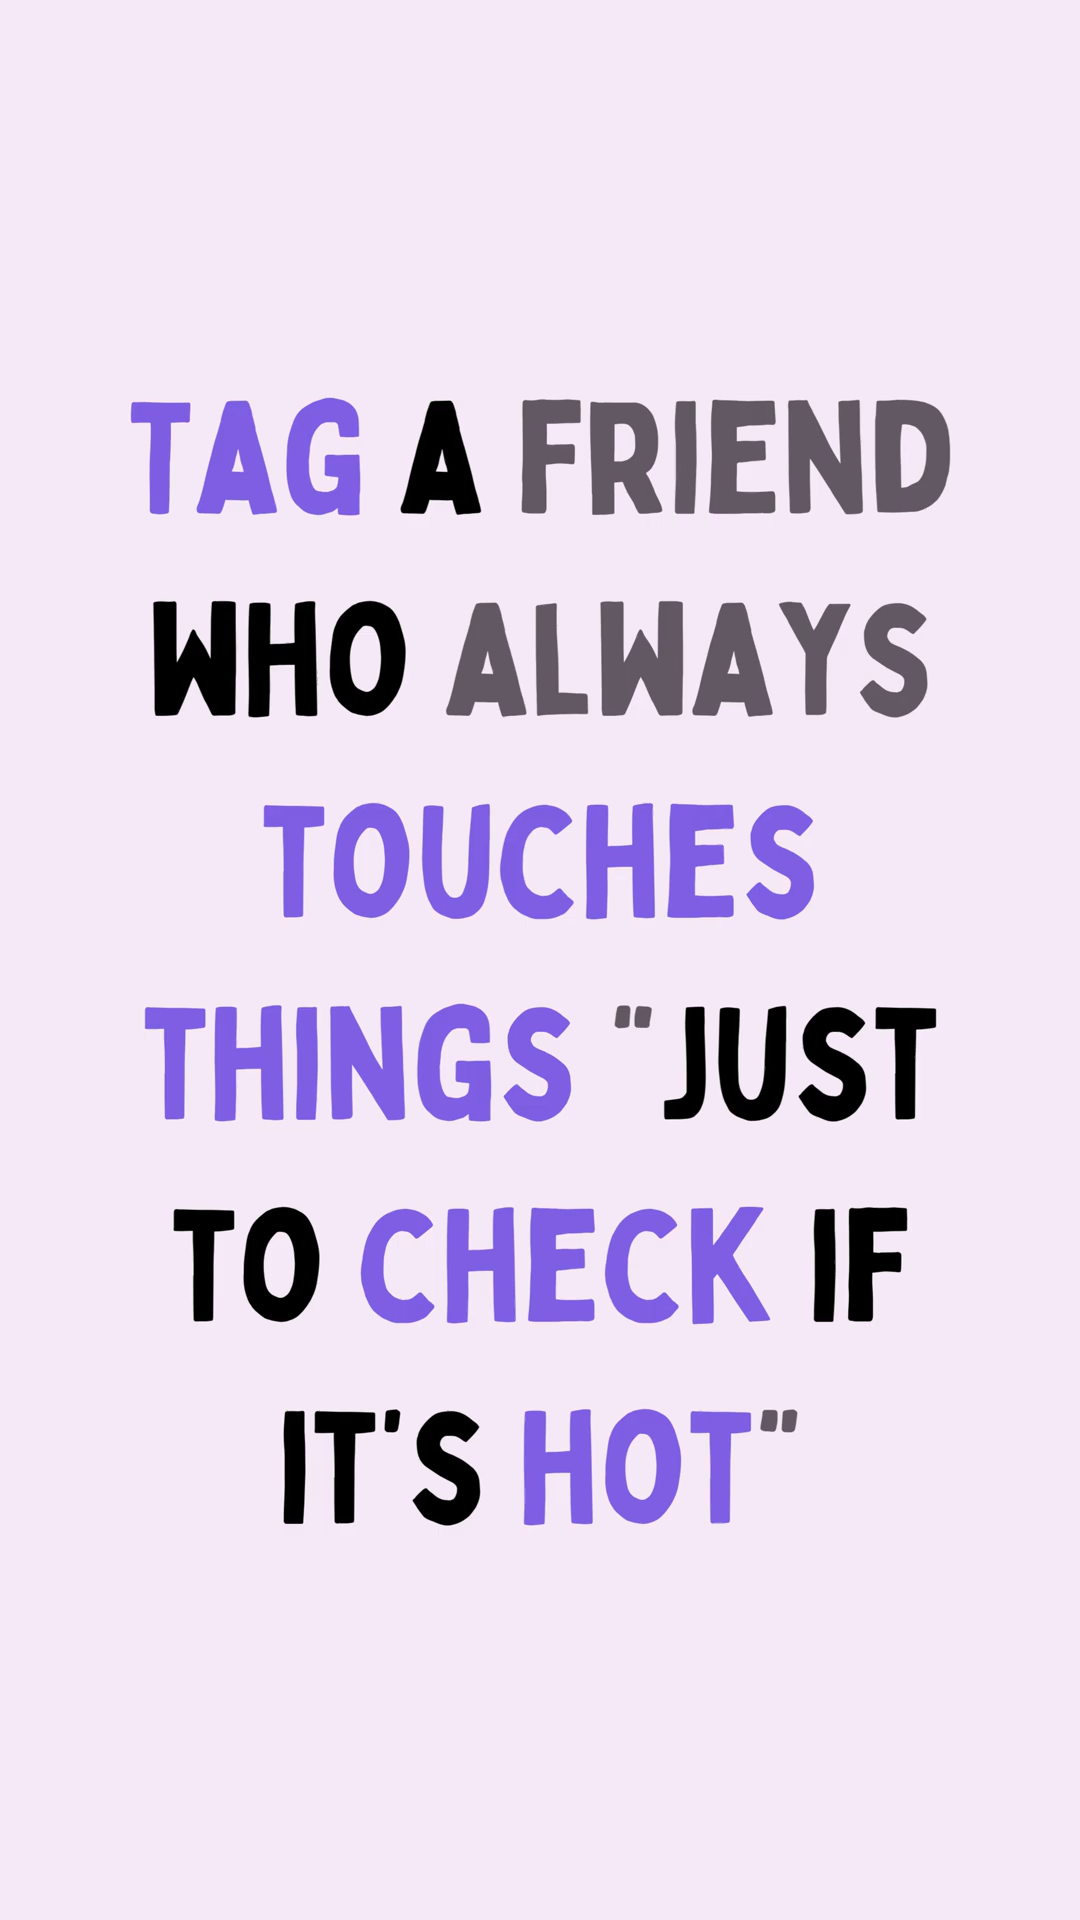 TAG A FRIEND
WHO ALWAYS
TOUCHES
THINGS "JUST
TO CHECK IF
IT'S HOT"